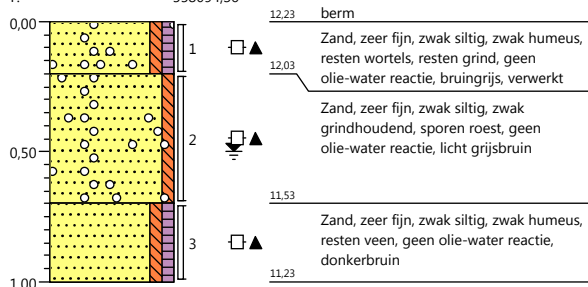 12,23 berm
0,00
1
Zand, zeer fijn, zwak siltig, zwak humeus,
resten wortels, resten grind, geen
olie-water reactie, bruingrijs, verwerkt
12,03
2
Zand, zeer fijn, zwak siltig, zwak
grindhoudend, sporen roest, geen
olie-water reactie, licht grijsbruin
0,50
11,53
3
Zand, zeer fijn, zwak siltig, zwak humeus,
resten veen, geen olie-water reactie,
donkerbruin
11,23
1,00